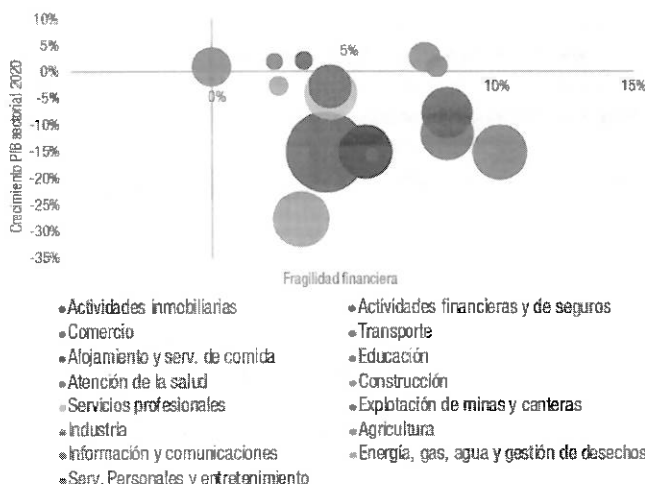 10%
5%
0%
-5%
-10%
-15%
-20%
-25%
-30%
-35%
Crecimiento PIB sectorial 2020
0%
5%
10%
15%
Fragilidad financiera
Actividades inmobiliarias
Comercio
Alojamiento y serv. de comida
Atención de la salud
Servicios profesionales
Industria
Información y comunicaciones
Serv. Personales y entretenimiento
Actividades financieras y de seguros
Transporte
Educación
Construcción
Explotación de minas y canteras
Agricultura
Energía, gas, agua y gestión de desechos